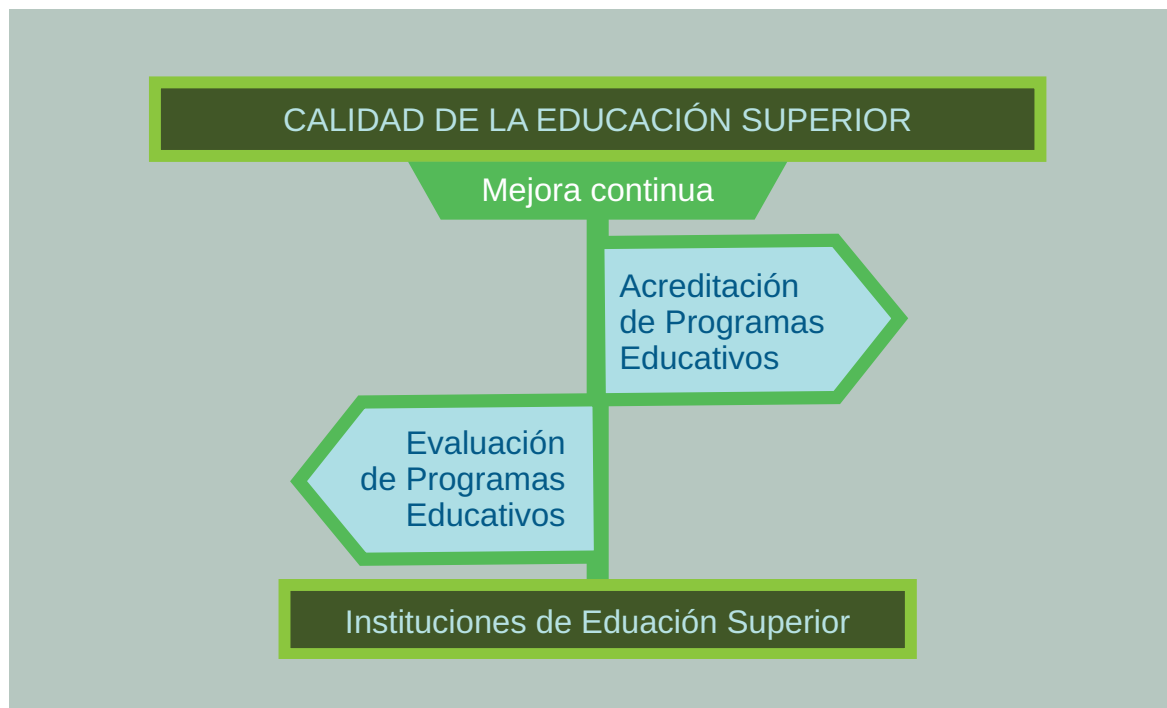 CALIDAD DE LA EDUCACIÓN SUPERIOR
Mejora continua
Acreditación
de Programas
Educativos
Evaluación
de Programas
Educativos
Instituciones de Eduación Superior